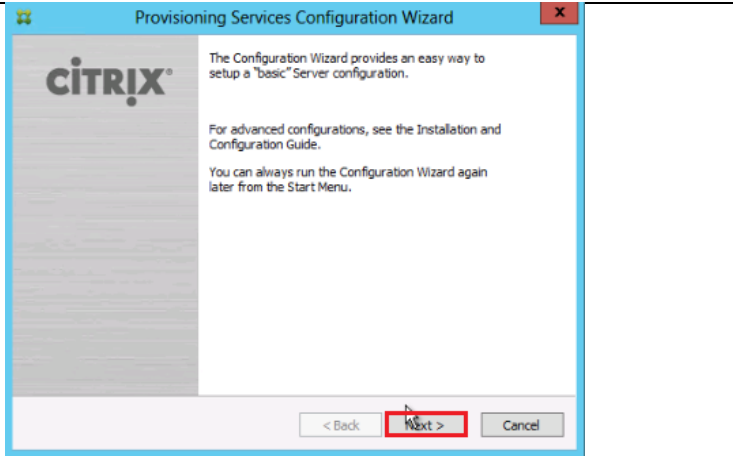 Provisioning Services Configuration Wizard
x
CİTRIX®
The Configuration Wizard provides an easy way to
setup a "basic" Server configuration.
For advanced configurations, see the Installation and
Configuration Guide.
You can always run the Configuration Wizard again
later from the Start Menu.
< Back
Next >
Cancel